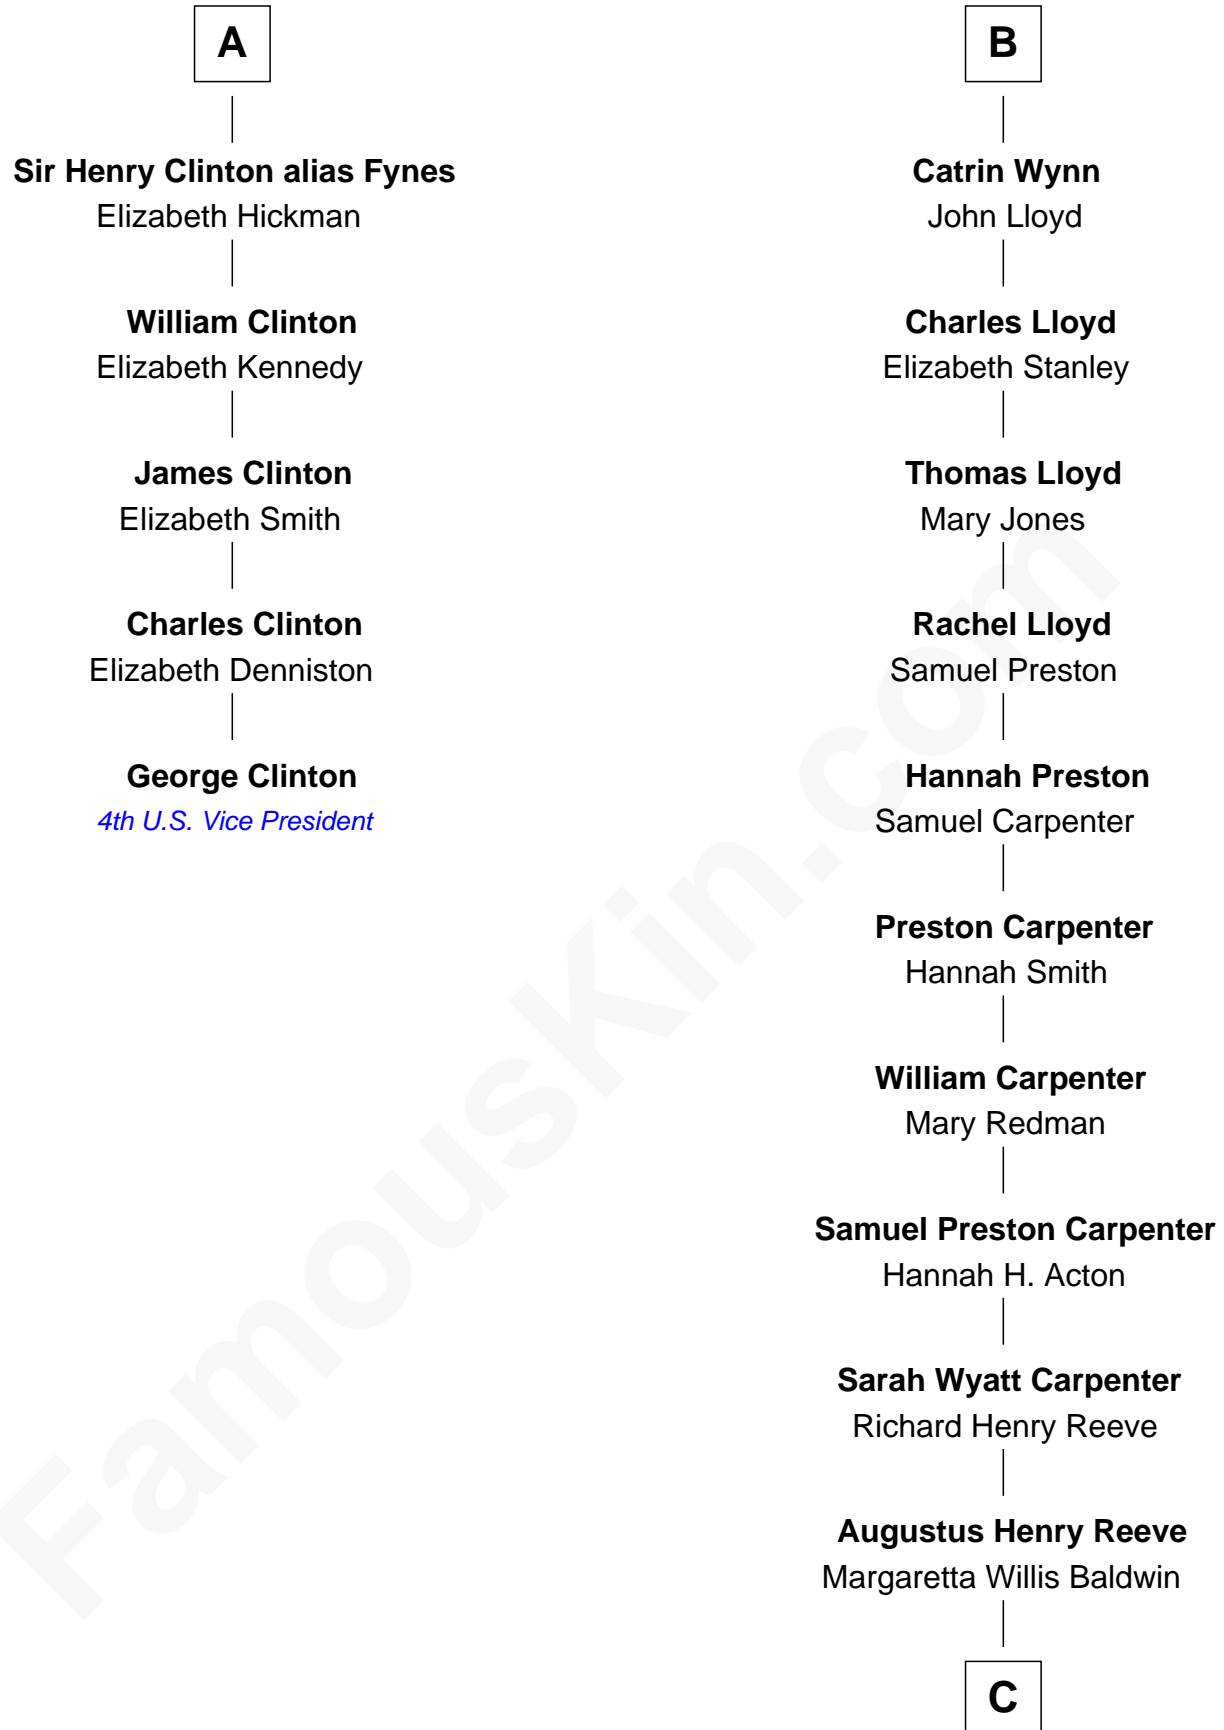 A
Sir Henry Clinton alias Fynes
Elizabeth Hickman
William Clinton
Elizabeth Kennedy
James Clinton
Elizabeth Smith
Charles Clinton
Elizabeth Denniston
George Clinton
4th U.S. Vice President
B
Catrin Wynn
John Lloyd
Charles Lloyd
Elizabeth Stanley
Thomas Lloyd
Mary Jones
Rachel Lloyd
Samuel Preston
Hannah Preston
Samuel Carpenter
Preston Carpenter
Hannah Smith
William Carpenter
Mary Redman
Samuel Preston Carpenter
Hannah H. Acton
Sarah Wyatt Carpenter
Richard Henry Reeve
Augustus Henry Reeve
Margaretta Willis Baldwin
C
FamousKin.com